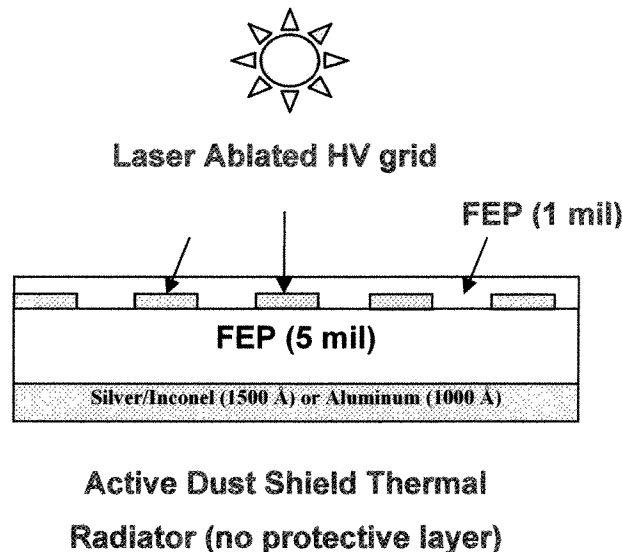 Laser Ablated HV grid
FEP (1 mil)
FEP (5 mil)
Silver/Inconel (1500 Å) or Aluminum (1000 Å)
Active Dust Shield Thermal
Radiator (no protective layer)